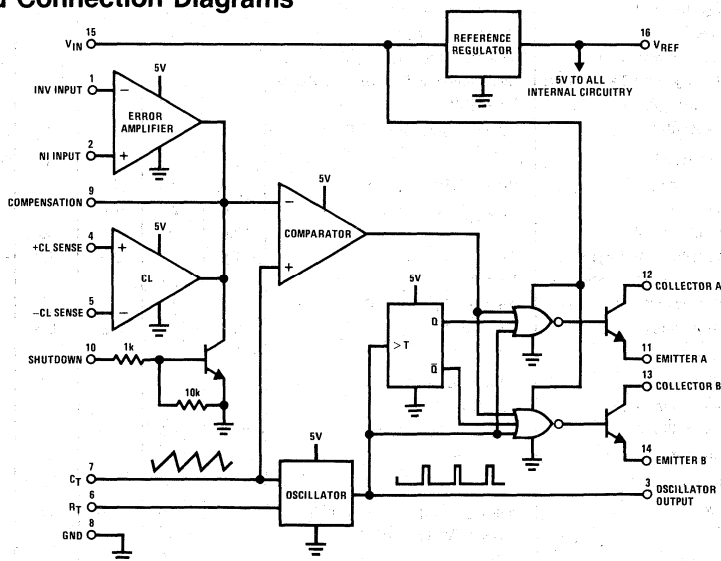 d Connection Diagrams
15
VIN
REFERENCE
REGULATOR
16
VREF
5V TO ALL
INTERNAL CIRCUITRY
1
INV INPUT
5V
−
ERROR
AMPLIFIER
2
NI INPUT
+
9
COMPENSATION
5V
−
COMPARATOR
+
4
+CL SENSE
5V
+
CL
5
−CL SENSE
−
10
SHUTDOWN
1k
10k
5V
Q
> T
Q̅
12
COLLECTOR A
11
EMITTER A
13
COLLECTOR B
14
EMITTER B
7
CT
5V
OSCILLATOR
6
RT
3
OSCILLATOR
OUTPUT
8
GND